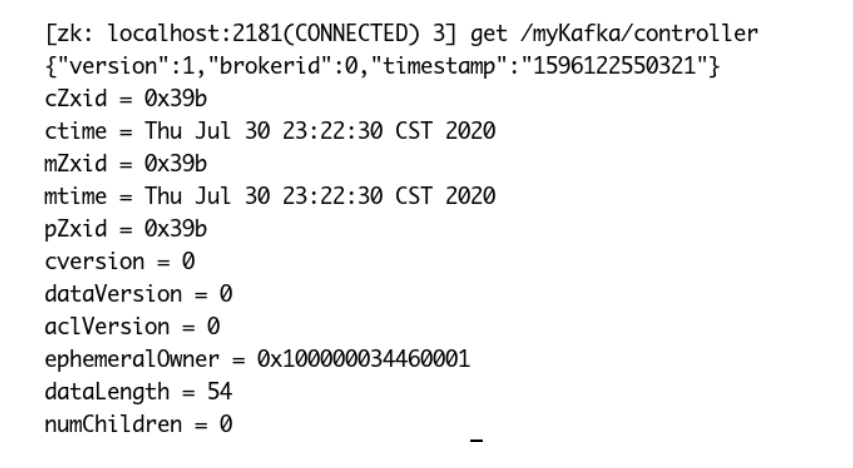 [zk: localhost:2181(CONNECTED) 3] get /myKafka/controller
{"version":1,"brokerid":0,"timestamp":"1596122550321"}
cZxid = 0x39b
ctime = Thu Jul 30 23:22:30 CST 2020
mZxid = 0x39b
mtime = Thu Jul 30 23:22:30 CST 2020
pZxid = 0x39b
cversion = 0
dataVersion = 0
aclVersion = 0
ephemeralOwner = 0x100000034460001
dataLength = 54
numChildren = 0